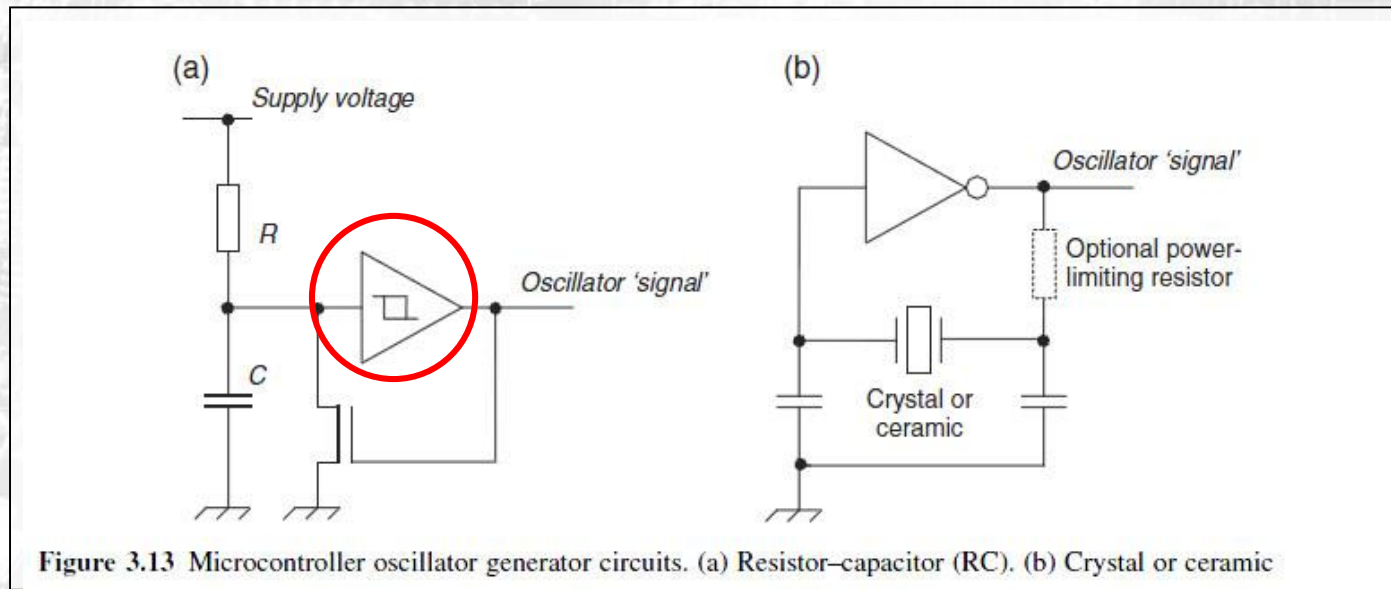 (a)
Supply voltage
R
Oscillator 'signal'
C
(b)
Oscillator 'signal'
Optional power-
limiting resistor
Crystal or
ceramic
Figure 3.13 Microcontroller oscillator generator circuits. (a) Resistor–capacitor (RC). (b) Crystal or ceramic